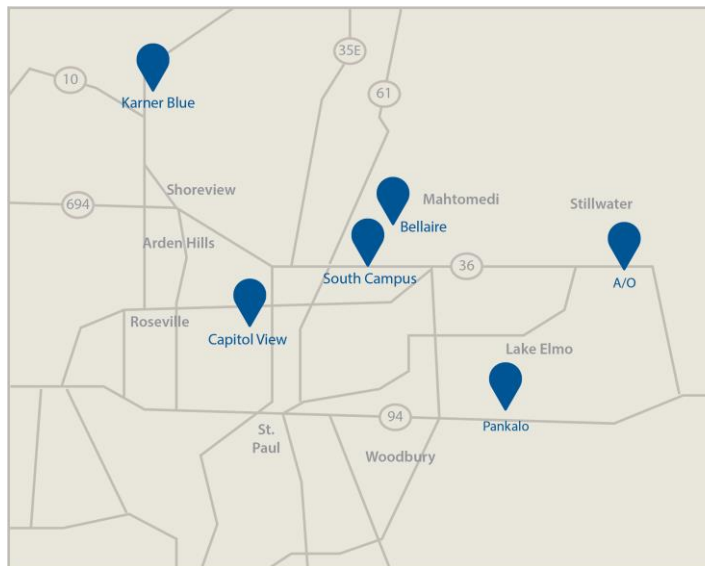 35E
10
Karner Blue
61
Shoreview
694
Mahtomedi
Stillwater
Bellaire
Arden Hills
South Campus
36
A/O
Roseville
Capitol View
Lake Elmo
94
Pankalo
St.
Paul
Woodbury